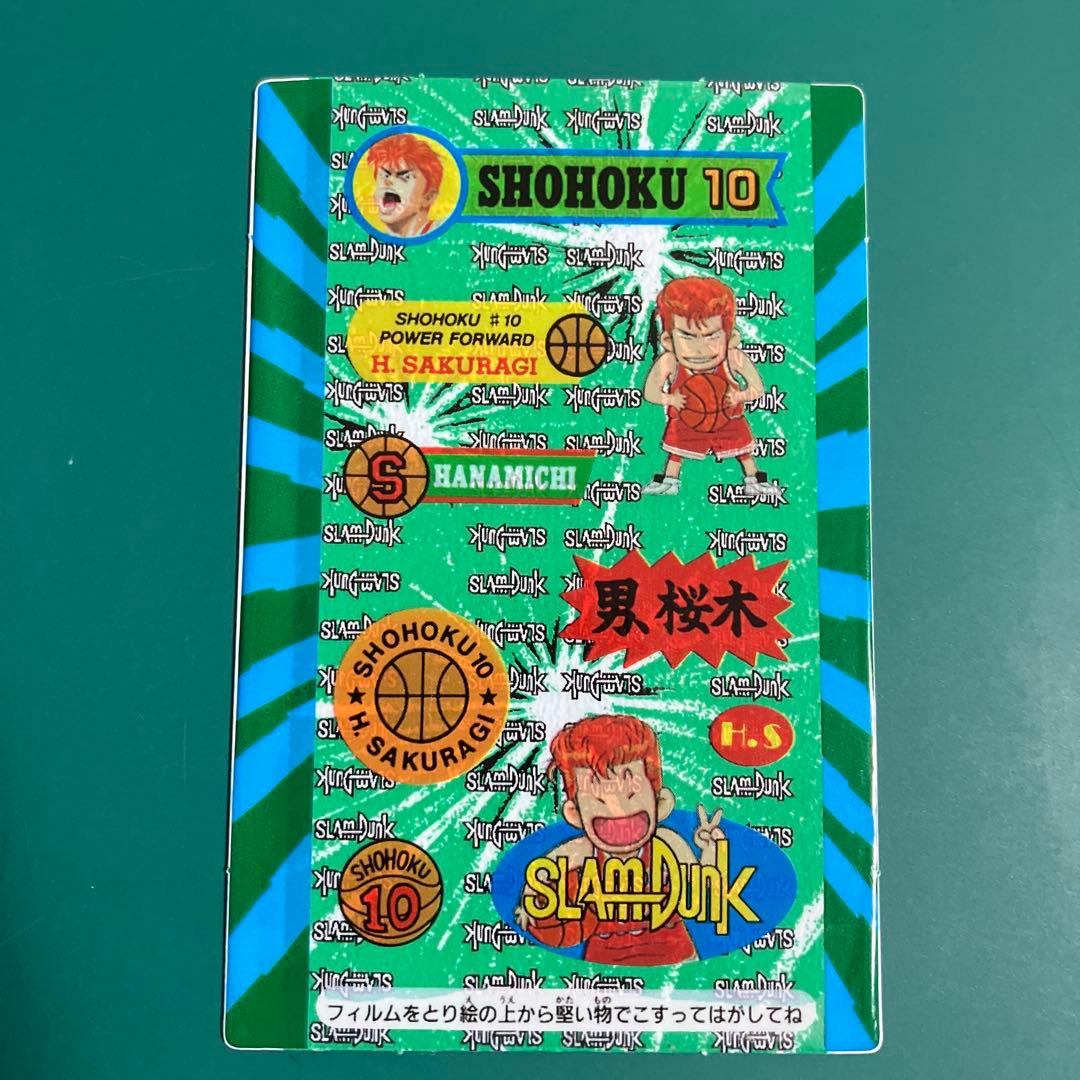 SHOHOKU 10
SHOHOKU #10
POWER FORWARD
H. SAKURAGI
S HANAMICHI
男 桜木
SHOHOKU 10
★ H. SAKURAGI ★
H.S
SHOHOKU
10
SLAM DUNK
フィルムをとり絵の上から堅い物でこすってはがしてね